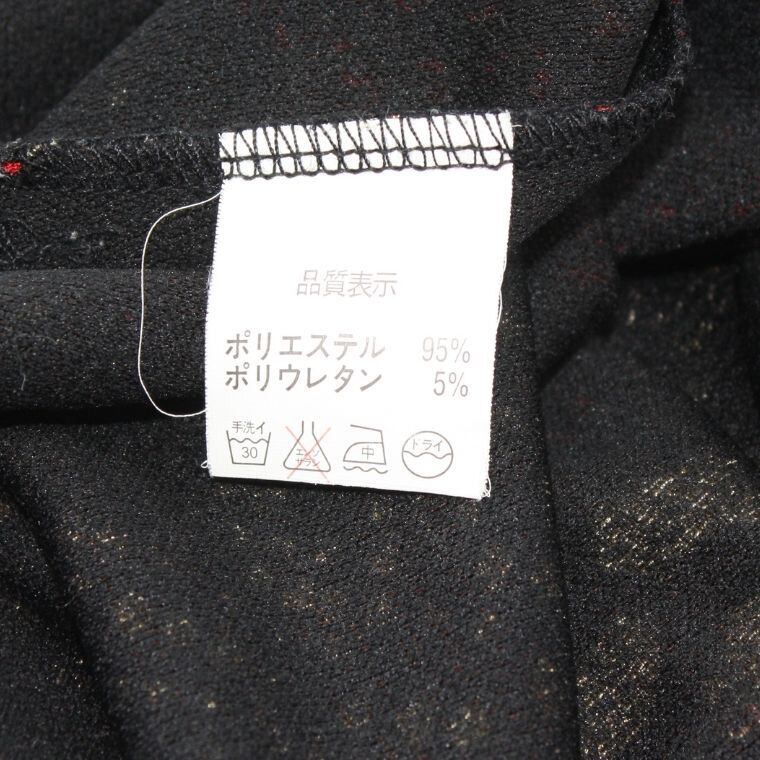 品質表示
ポリエステル 95%
ポリウレタン 5%
手洗イ 30
エンソ サラシ
中
ドライ